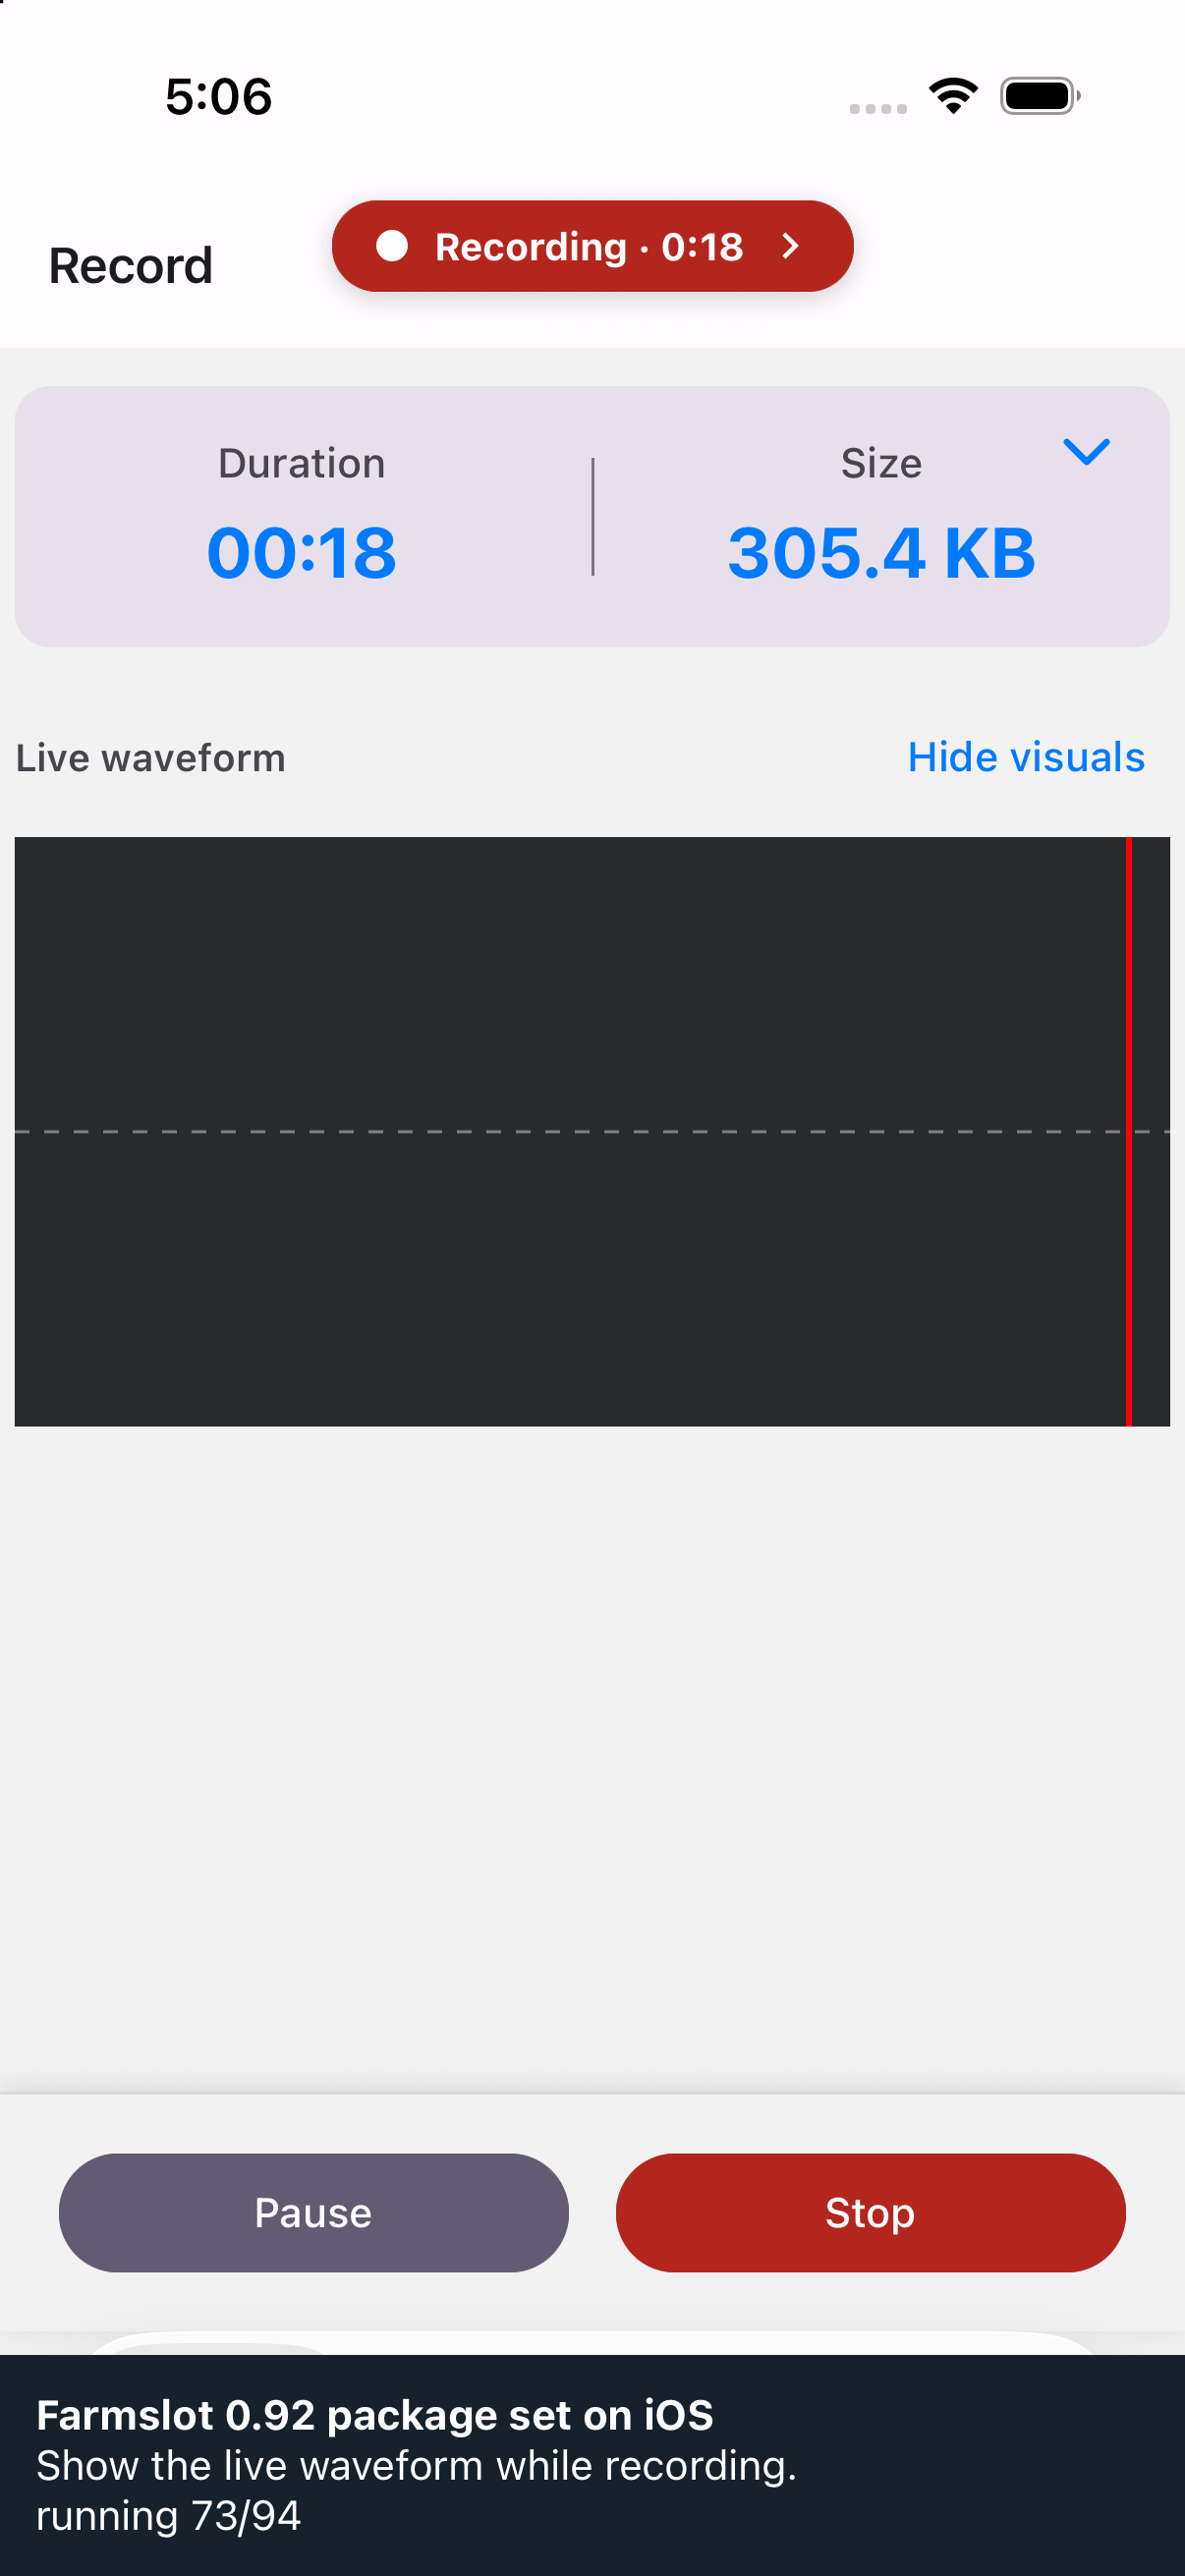 5:06
Record
Recording · 0:18
Duration
Size
00:18
305.4 KB
Live waveform
Hide visuals
Pause
Stop
Farmslot 0.92 package set on iOS
Show the live waveform while recording.
running 73/94